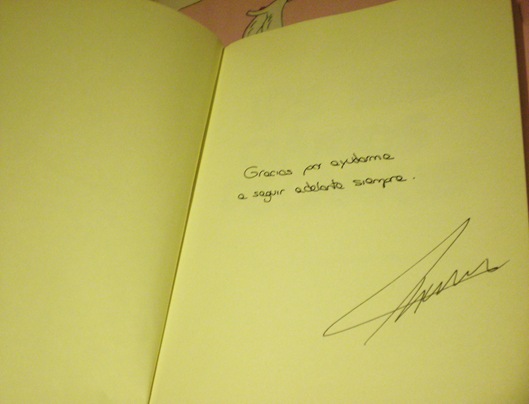 Gracias por ayudarme
a seguir adelante siempre.